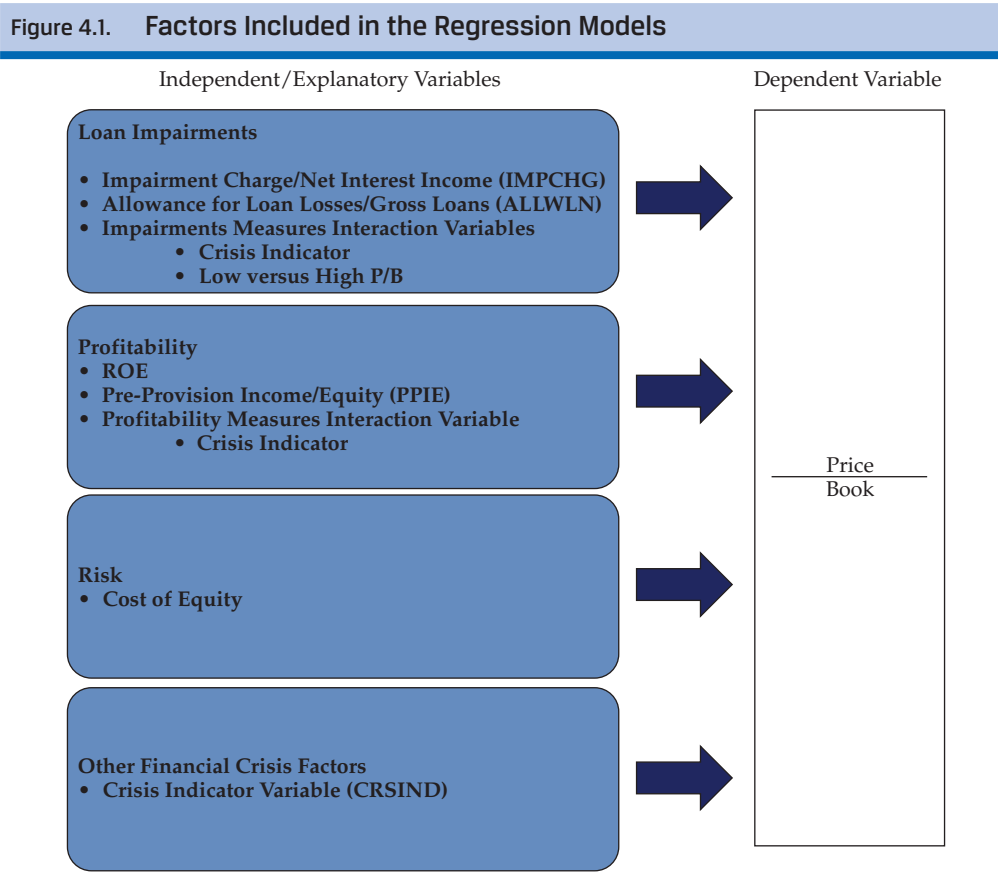 Figure 4.1. Factors Included in the Regression Models
Independent/Explanatory Variables
Dependent Variable
Loan Impairments
• Impairment Charge/Net Interest Income (IMPCHG)
• Allowance for Loan Losses/Gross Loans (ALLWLN)
• Impairments Measures Interaction Variables
• Crisis Indicator
• Low versus High P/B
Profitability
• ROE
• Pre-Provision Income/Equity (PPIE)
• Profitability Measures Interaction Variable
• Crisis Indicator
Risk
• Cost of Equity
Other Financial Crisis Factors
• Crisis Indicator Variable (CRSIND)
Price
Book